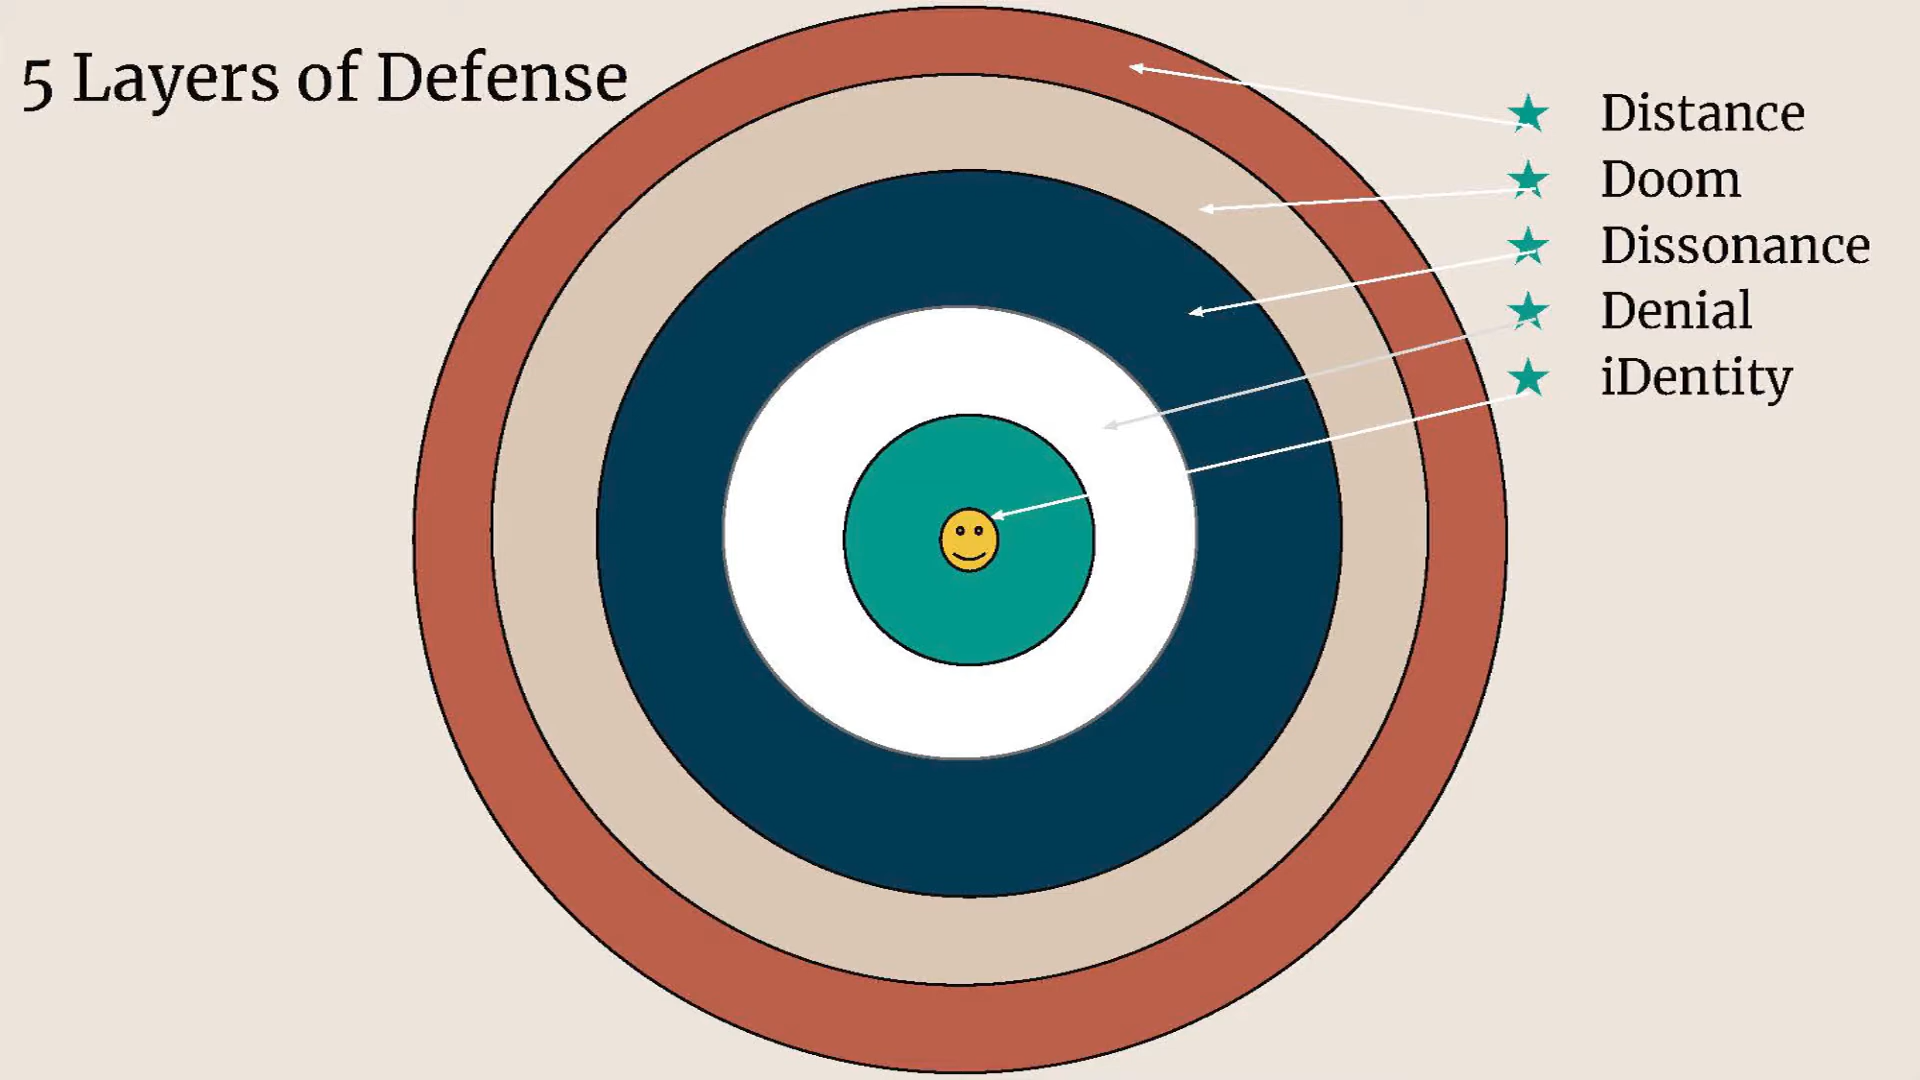 5 Layers of Defense
Distance
Doom
Dissonance
Denial
iDentity